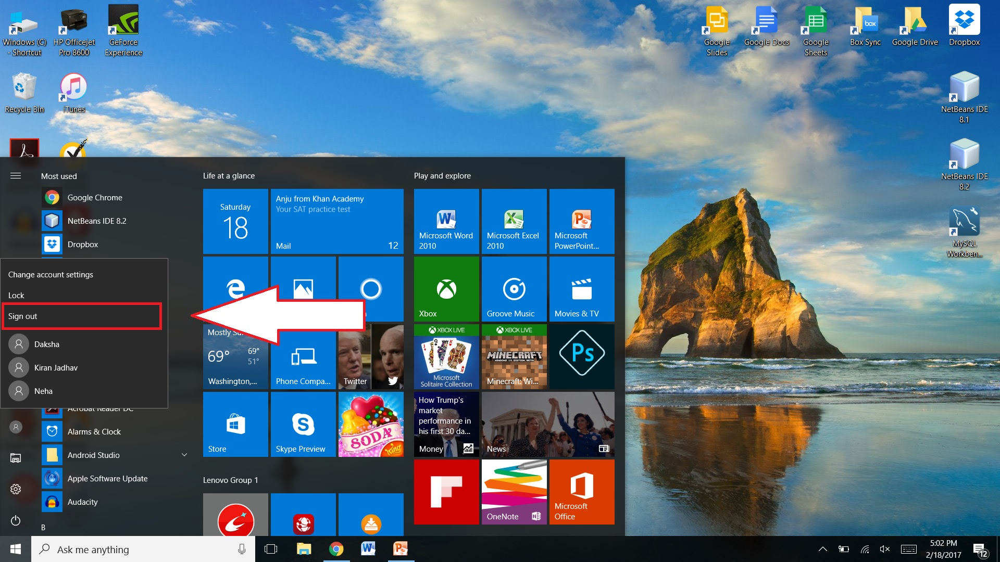 Windows (C)
- Shortcut
HP Officejet
Pro 8600
GeForce
Experience
Google
Slides
Google Docs
Google
Sheets
box
Box Sync
Google Drive
Dropbox
Recycle Bin
iTunes
NetBeans IDE
8.1
NetBeans IDE
8.2
MySQL
Workben...
Most used
Google Chrome
NetBeans IDE 8.2
Dropbox
Change account settings
Lock
Sign out
Daksha
Kiran Jadhav
Neha
Acrobat Reader DC
Alarms & Clock
Android Studio
Apple Software Update
Audacity
B
Life at a glance
Saturday
18
Anju from Khan Academy
Your SAT practice test
Mail
12
Mostly Su
69°
69°
51°
Washington,...
Phone Compa...
Twitter
Store
Skype Preview
SODA
King
Lenovo Group 1
Play and explore
Microsoft Word
2010
Microsoft Excel
2010
Microsoft
PowerPoint...
Xbox
Groove Music
Movies & TV
XBOX LIVE
Microsoft
Solitaire Collection
XBOX LIVE
MINECRAFT
WINDOWS 10 EDITION BETA
Minecraft: Wi...
Ps
How Trump's
market
performance in
his first 30 da...
Money
News
OneNote
Microsoft
Office
Ask me anything
5:02 PM
2/18/2017
12